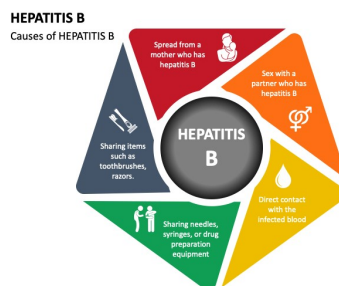 HEPATITIS B
Causes of HEPATITIS B
Spread from a
mother who has
hepatitis B
Sex with a
partner who has
hepatitis B
Direct contact
with the
infected blood
Sharing needles,
syringes, or drug
preparation
equipment
Sharing items
such as
toothbrushes,
razors.
HEPATITIS
B